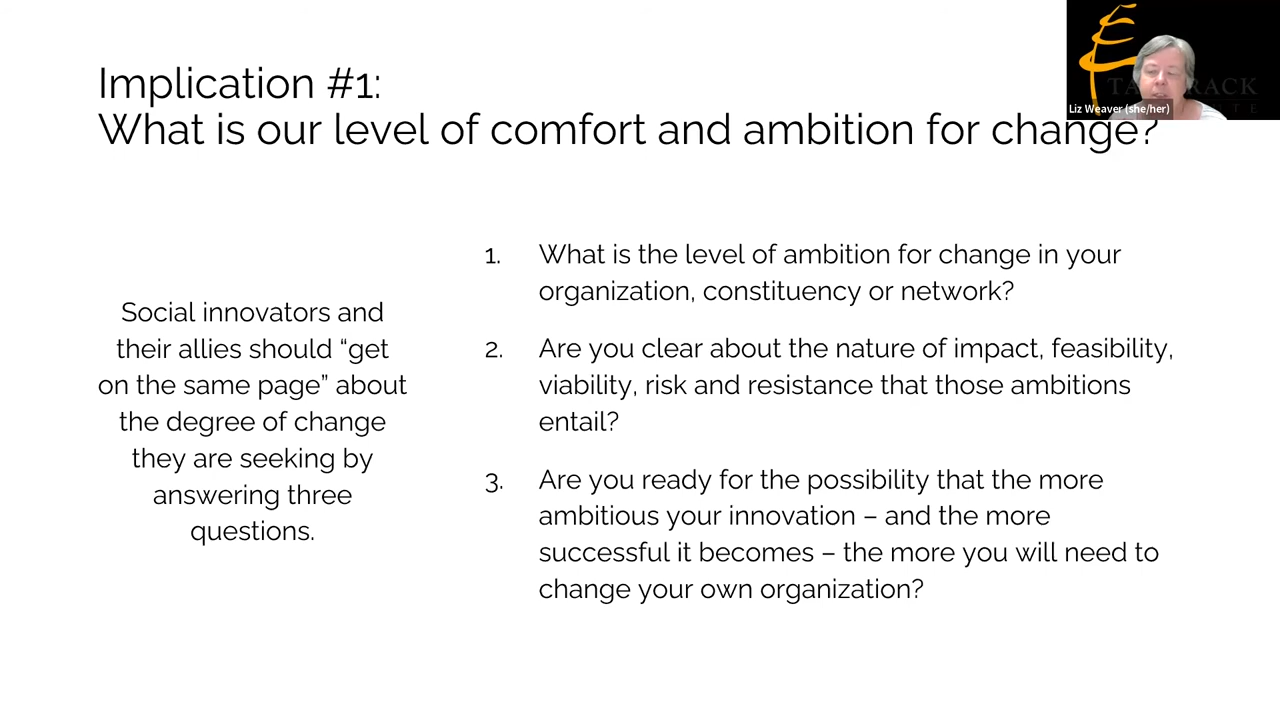 Implication #1:
What is our level of comfort and ambition for change?
Liz Weaver (she/her)
Social innovators and
their allies should “get
on the same page” about
the degree of change
they are seeking by
answering three
questions.
1. What is the level of ambition for change in your
organization, constituency or network?
2. Are you clear about the nature of impact, feasibility,
viability, risk and resistance that those ambitions
entail?
3. Are you ready for the possibility that the more
ambitious your innovation – and the more
successful it becomes – the more you will need to
change your own organization?